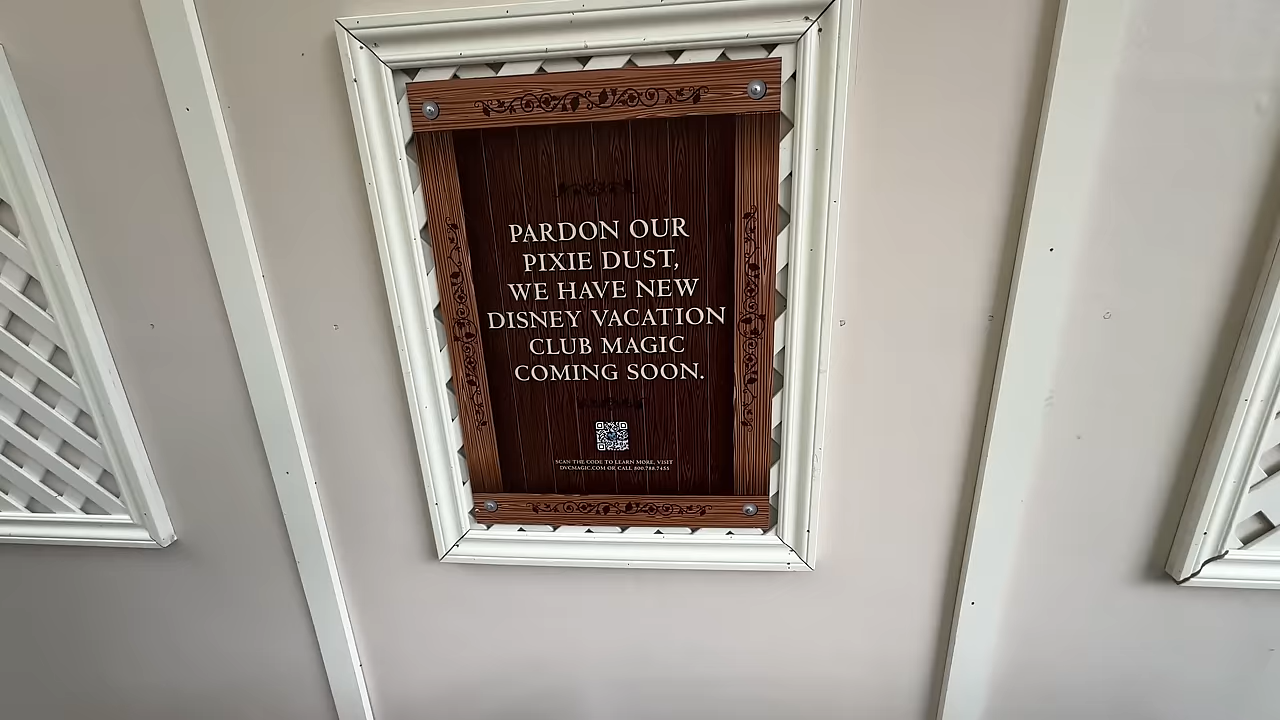 PARDON OUR
PIXIE DUST,
WE HAVE NEW
DISNEY VACATION
CLUB MAGIC
COMING SOON.
SCAN THE CODE TO LEARN MORE, VISIT
DVCMAGIC.COM OR CALL 800.788.7455